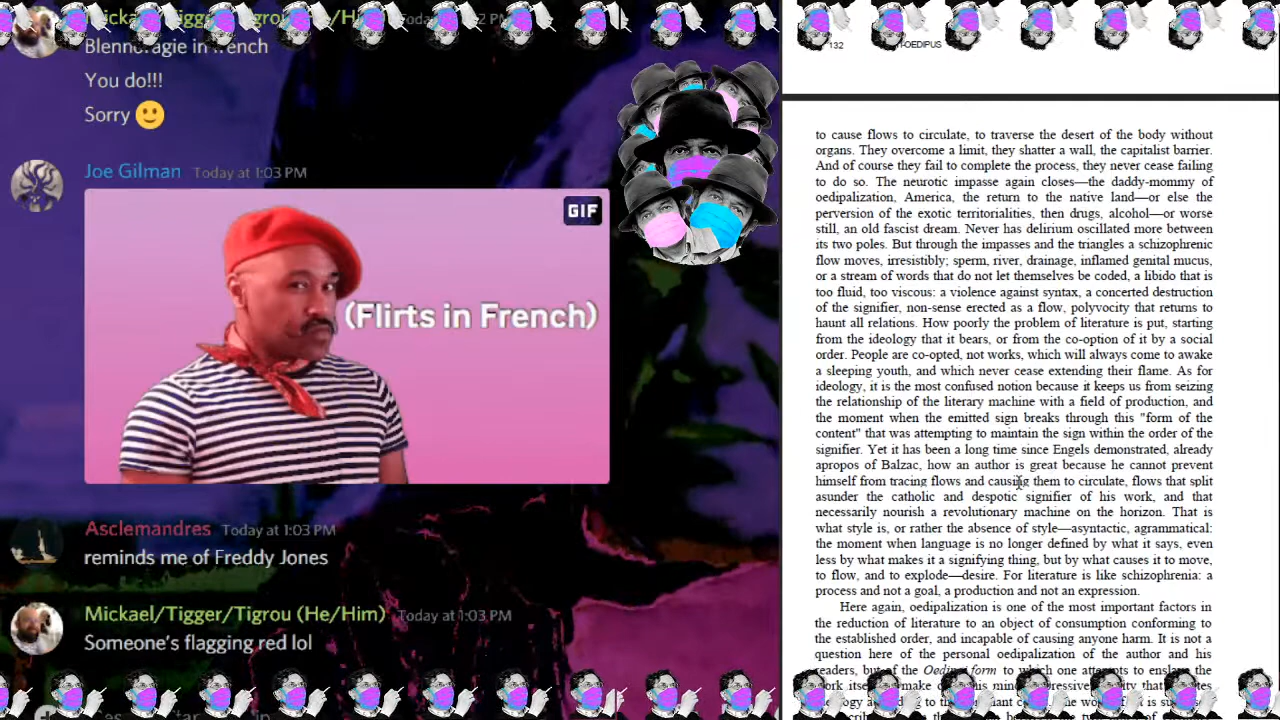 Today at
PM
Blennoragie in french
You do!!!
Sorry
Joe Gilman Today at 1:03 PM
GIF
(Flirts in French)
Asclemandres Today at 1:03 PM
reminds me of Freddy Jones
Mickael/Tigger/Tigrou (He/Him) Today at 1:03 PM
Someone's flagging red lol
132
OEDIPUS
to cause flows to circulate, to traverse the desert of the body without
organs. They overcome a limit, they shatter a wall, the capitalist barrier.
And of course they fail to complete the process, they never cease failing
to do so. The neurotic impasse again closes—the daddy-mommy of
oedipalization, America, the return to the native land—or else the
perversion of the exotic territorialities, then drugs, alcohol—or worse
still, an old fascist dream. Never has delirium oscillated more between
its two poles. But through the impasses and the triangles a schizophrenic
flow moves, irresistibly; sperm, river, drainage, inflamed genital mucus,
or a stream of words that do not let themselves be coded, a libido that is
too fluid, too viscous: a violence against syntax, a concerted destruction
of the signifier, non-sense erected as a flow, polyvocity that returns to
haunt all relations. How poorly the problem of literature is put, starting
from the ideology that it bears, or from the co-option of it by a social
order. People are co-opted, not works, which will always come to awake
a sleeping youth, and which never cease extending their flame. As for
ideology, it is the most confused notion because it keeps us from seizing
the relationship of the literary machine with a field of production, and
the moment when the emitted sign breaks through this "form of the
content" that was attempting to maintain the sign within the order of the
signifier. Yet it has been a long time since Engels demonstrated, already
apropos of Balzac, how an author is great because he cannot prevent
himself from tracing flows and causing them to circulate, flows that split
asunder the catholic and despotic signifier of his work, and that
necessarily nourish a revolutionary machine on the horizon. That is
what style is, or rather the absence of style—asyntactic, agrammatical:
the moment when language is no longer defined by what it says, even
less by what makes it a signifying thing, but by what causes it to move,
to flow, and to explode—desire. For literature is like schizophrenia: a
process and not a goal, a production and not an expression.
Here again, oedipalization is one of the most important factors in
the reduction of literature to an object of consumption conforming to
the established order, and incapable of causing anyone harm. It is not a
question here of the personal oedipalization of the author and his
readers, but of the Oedipal form to which one attempts to enslave the